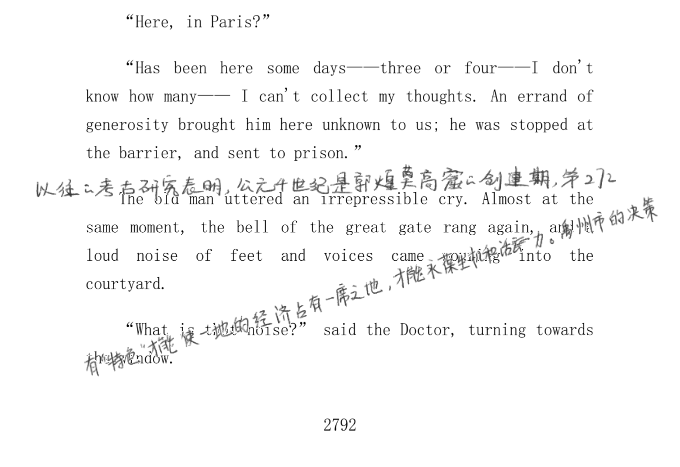 “Here, in Paris?”
“Has been here some days——three or four——I don't
know how many—— I can't collect my thoughts. An errand of
generosity brought him here unknown to us; he was stopped at
the barrier, and sent to prison.”
以往的考古研究表明,公元4世纪是敦煌莫高窟的创建期,第272
The old man uttered an irrepressible cry. Almost at the
same moment, the bell of the great gate rang again, and a
loud noise of feet and voices came pouring into the
courtyard.
有“特色”才能使一地的经济占有一席之地,才能永葆生机和活力。禹州市的决策
“What is that noise?” said the Doctor, turning towards
the window.
2792